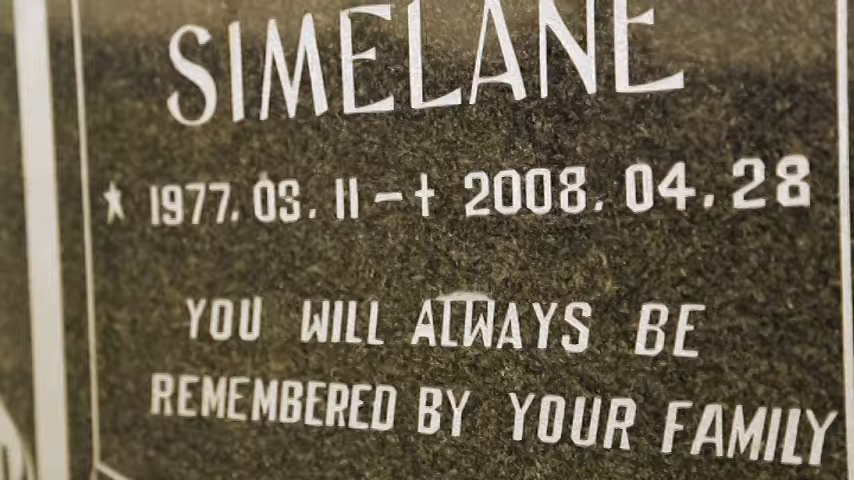 SIMELANE
★ 1977.03.11 – † 2008.04.28
YOU WILL ALWAYS BE
REMEMBERED BY YOUR FAMILY